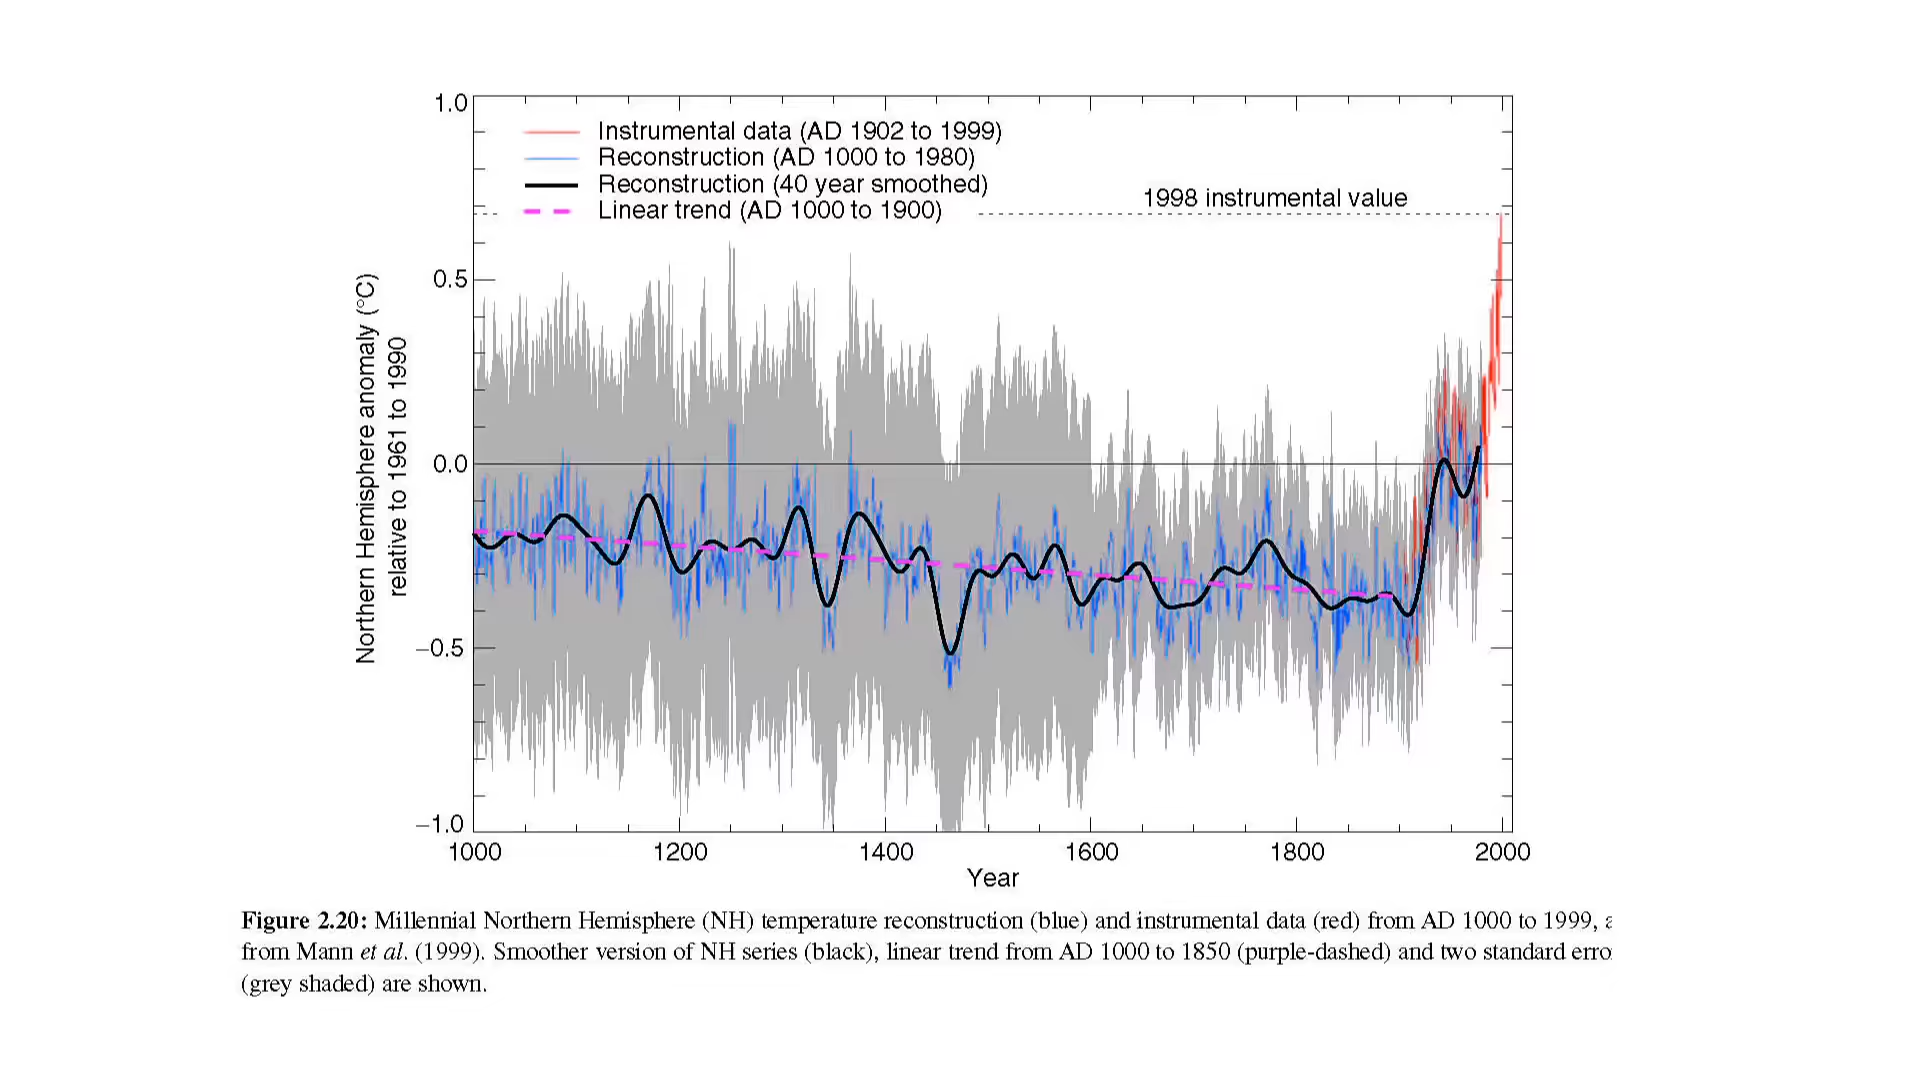 1.0
Instrumental data (AD 1902 to 1999)
Reconstruction (AD 1000 to 1980)
Reconstruction (40 year smoothed)
Linear trend (AD 1000 to 1900)
1998 instrumental value
0.5
0.0
−0.5
−1.0
Northern Hemisphere anomaly (°C)
relative to 1961 to 1990
1000 1200 1400 1600 1800 2000
Year
Figure 2.20: Millennial Northern Hemisphere (NH) temperature reconstruction (blue) and instrumental data (red) from AD 1000 to 1999,
from Mann et al. (1999). Smoother version of NH series (black), linear trend from AD 1000 to 1850 (purple-dashed) and two standard erro
(grey shaded) are shown.